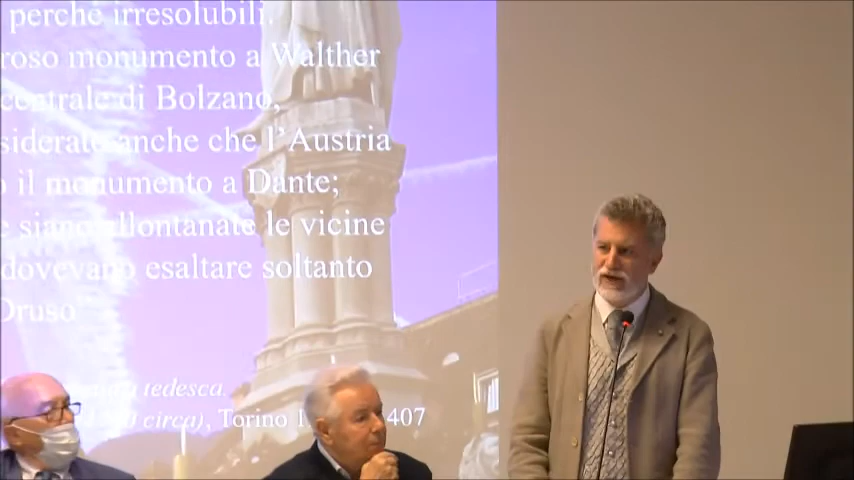 perché irresolubili.
roso monumento a Walther
centrale di Bolzano,
siderato anche che l'Austria
o il monumento a Dante;
e siano allontanate le vicine
dovevano esaltare soltanto
Druso"
tedesca.
circa), Torino 407